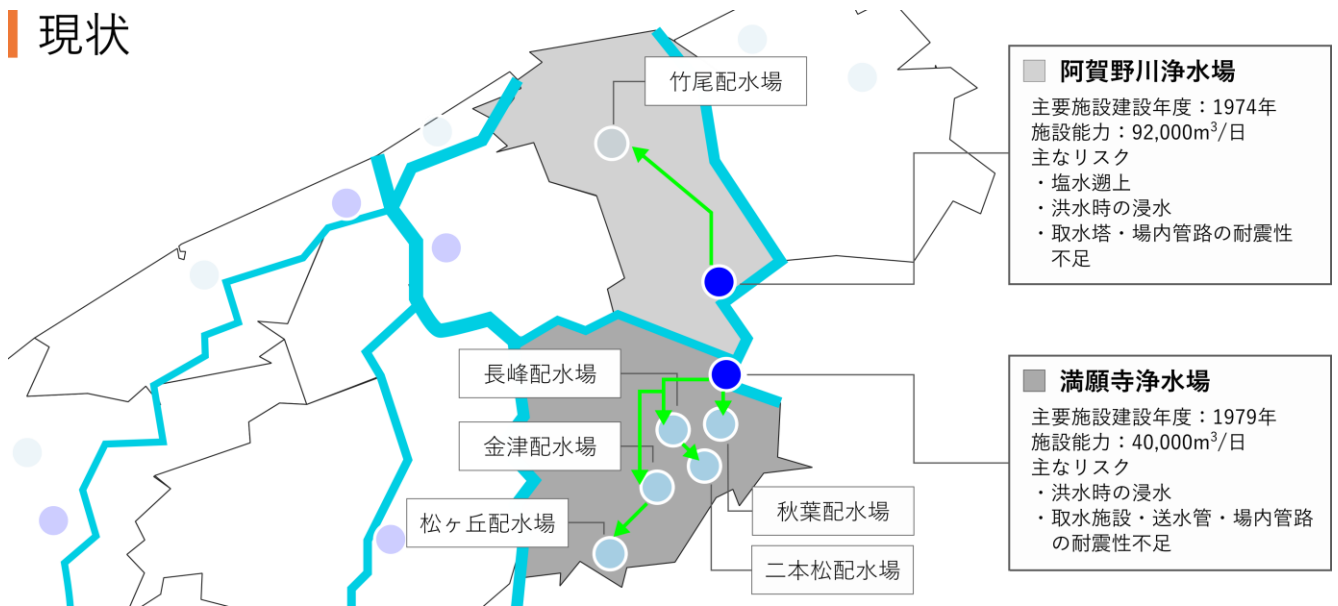 現状
竹尾配水場
阿賀野川浄水場
主要施設建設年度：1974年
施設能力：92,000m³/日
主なリスク
・塩水遡上
・洪水時の浸水
・取水塔・場内管路の耐震性
不足
長峰配水場
金津配水場
松ヶ丘配水場
秋葉配水場
二本松配水場
満願寺浄水場
主要施設建設年度：1979年
施設能力：40,000m³/日
主なリスク
・洪水時の浸水
・取水施設・送水管・場内管路
の耐震性不足